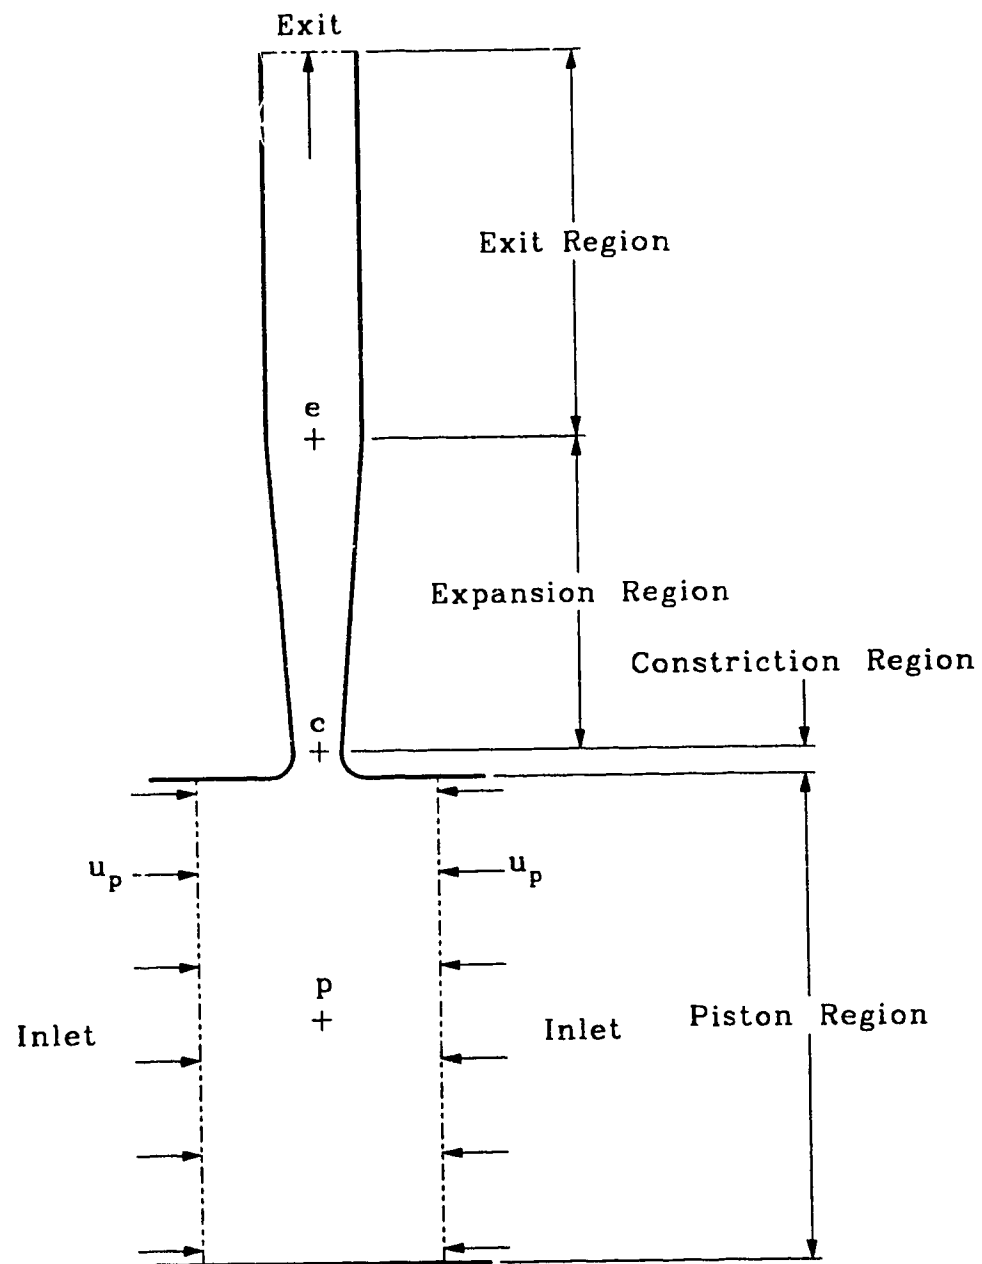 Exit
Exit Region
e
Expansion Region
Constriction Region
c
u_p
u_p
p
Inlet
Inlet
Piston Region